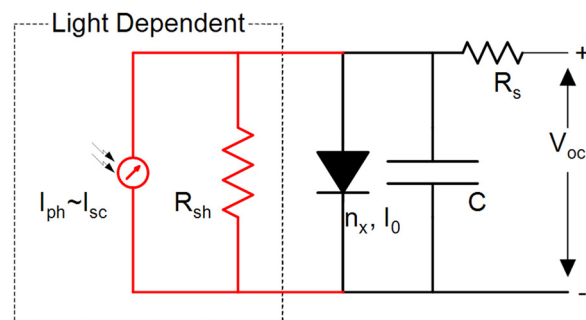 Light Dependent
I_ph~I_sc
R_sh
n_x, I_0
C
R_s
+
V_oc
-